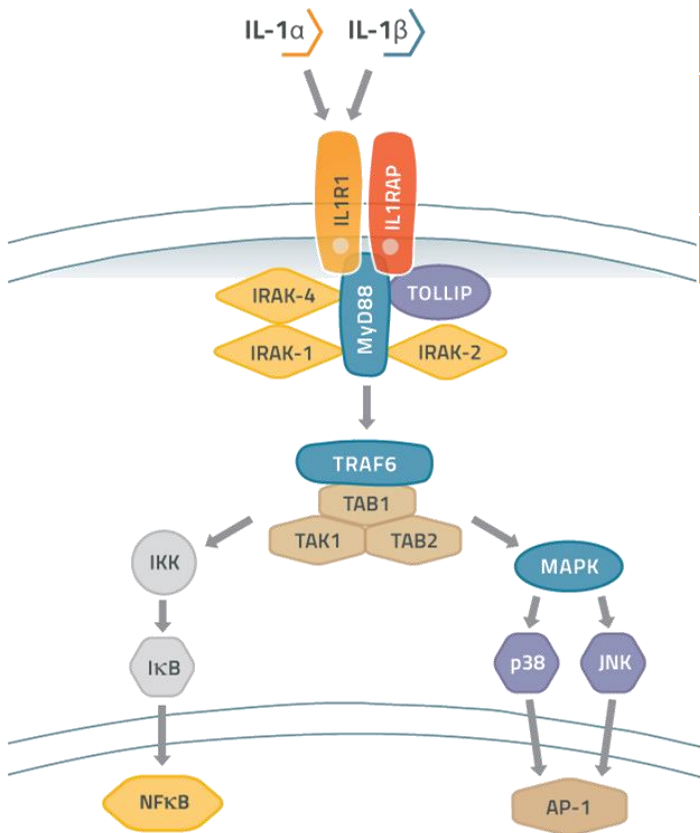 IL-1α
IL-1β
IL1R1
IL1RAP
IRAK-4
MyD88
TOLLIP
IRAK-1
IRAK-2
TRAF6
TAB1
TAK1
TAB2
IKK
MAPK
IκB
p38
JNK
NFκB
AP-1